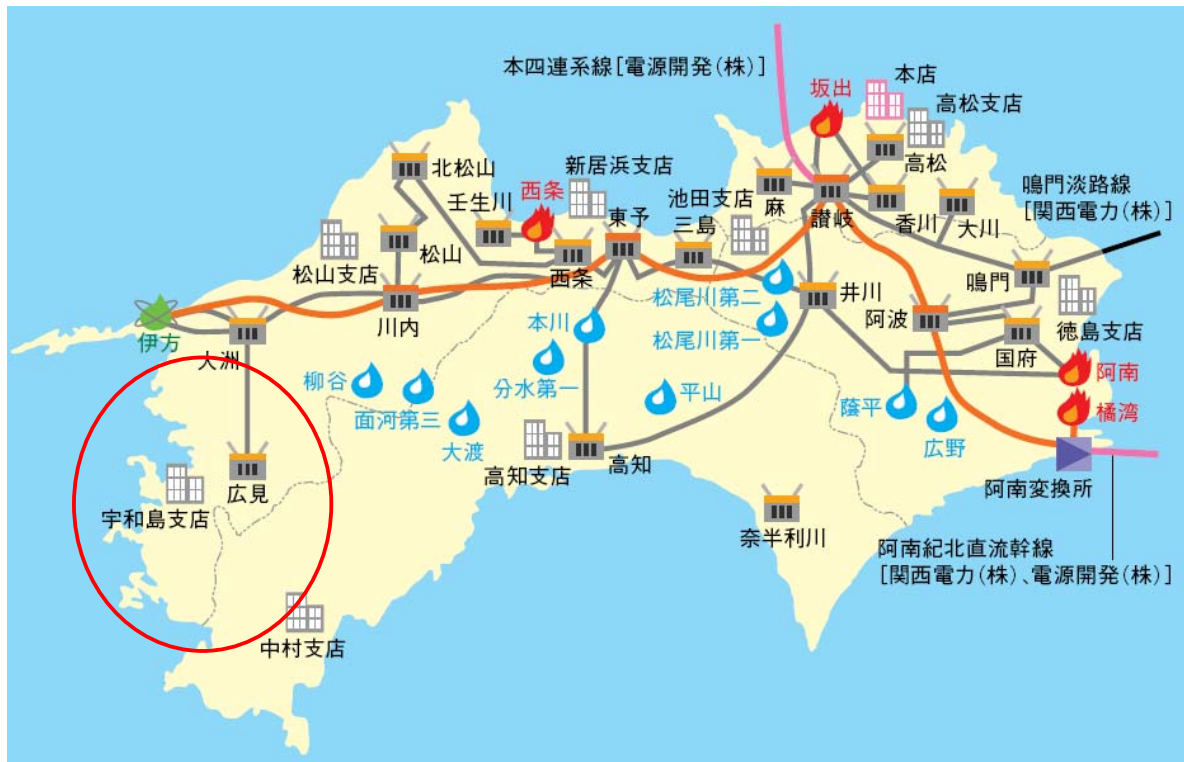 本四連系線[電源開発(株)]
坂出
本店
高松支店
北松山
新居浜支店
高松
壬生川
西条
池田支店
麻
讃岐
鳴門淡路線
[関西電力(株)]
東予
三島
香川
大川
松山支店
松山
西条
鳴門
松尾川第二
井川
伊方
川内
本川
阿波
徳島支店
大洲
松尾川第一
国府
柳谷
分水第一
平山
阿南
面河第三
蔭平
橘湾
大渡
広野
高知支店
高知
広見
阿南変換所
宇和島支店
奈半利川
阿南紀北直流幹線
[関西電力(株)、電源開発(株)]
中村支店